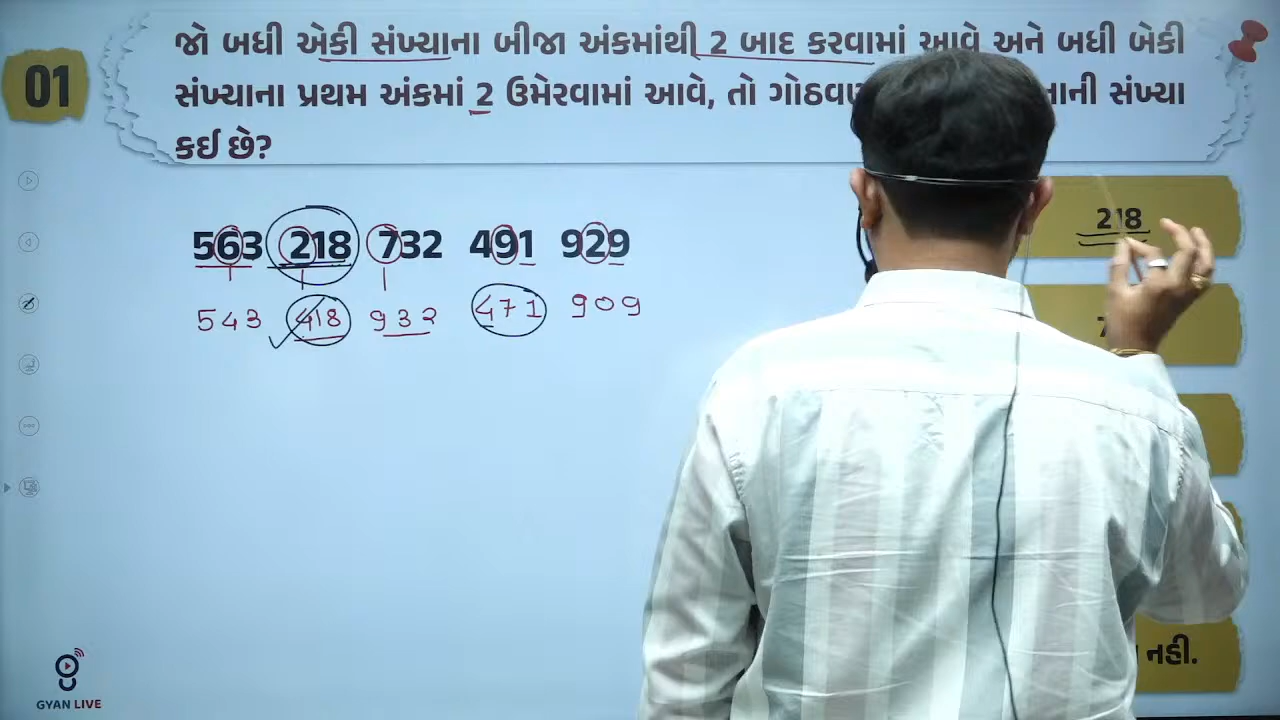 01
જો બધી એકી સંખ્યાના બીજા અંકમાંથી 2 બાદ કરવામાં આવે અને બધી બેકી
સંખ્યાના પ્રથમ અંકમાં 2 ઉમેરવામાં આવે, તો સંખ્યા
કઈ છે?
563 218 732 491 929
543 418 932 471 909
218
નહી.
GYAN LIVE